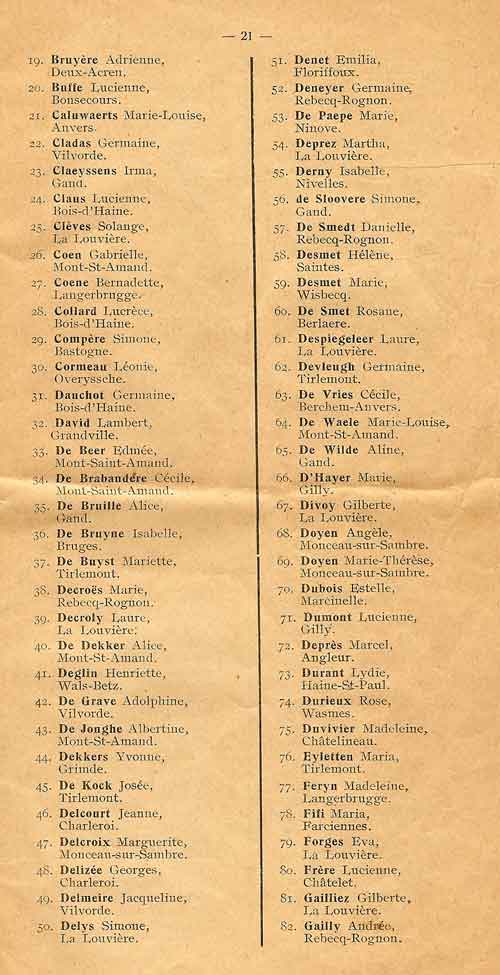 — 21 —
19. Bruyère Adrienne,
Deux-Acren.
20. Buffe Lucienne,
Bonsecours.
21. Caluwaerts Marie-Louise,
Anvers.
22. Cladas Germaine,
Vilvorde.
23. Claeyssens Irma,
Gand.
24. Claus Lucienne,
Bois-d'Haine.
25. Clèves Solange,
La Louvière.
26. Coen Gabrielle,
Mont-St-Amand.
27. Coene Bernadette,
Langerbrugge.
28. Collard Lucrèce,
Bois-d'Haine.
29. Compère Simone,
Bastogne.
30. Cormeau Léonie,
Overyssche.
31. Dauchot Germaine,
Bois-d'Haine.
32. David Lambert,
Grandville.
33. De Beer Edmée,
Mont-Saint-Amand.
34. De Brabandére Cécile,
Mont-Saint-Amand.
35. De Bruille Alice,
Gand.
36. De Bruyne Isabelle,
Bruges.
37. De Buyst Mariette,
Tirlemont.
38. Decroës Marie,
Rebecq-Rognon.
39. Decroly Laure,
La Louvière.
40. De Dekker Alice,
Mont-St-Amand.
41. Deglin Henriette,
Wals-Betz.
42. De Grave Adolphine,
Vilvorde.
43. De Jonghe Albertine,
Mont-St-Amand.
44. Dekkers Yvonne,
Grimde.
45. De Kock Josée,
Tirlemont.
46. Delcourt Jeanne,
Charleroi.
47. Delcroix Marguerite,
Monceau-sur-Sambre.
48. Delizée Georges,
Charleroi.
49. Delmeire Jacqueline,
Vilvorde.
50. Delys Simone,
La Louvière.
51. Denet Emilia,
Floriffoux.
52. Deneyer Germaine,
Rebecq-Rognon.
53. De Paepe Marie,
Ninove.
54. Deprez Martha,
La Louvière.
55. Derny Isabelle,
Nivelles.
56. de Sloovere Simone,
Gand.
57. De Smedt Danielle,
Rebecq-Rognon.
58. Desmet Hélène,
Saintes.
59. Desmet Marie,
Wisbecq.
60. De Smet Rosane,
Berlaere.
61. Despiegeleer Laure,
La Louvière.
62. Devleugh Germaine,
Tirlemont.
63. De Vries Cécile,
Berchem-Anvers.
64. De Waele Marie-Louise,
Mont-St-Amand.
65. De Wilde Aline,
Gand.
66. D'Hayer Marie,
Gilly.
67. Divoy Gilberte,
La Louvière.
68. Doyen Angèle,
Monceau-sur-Sambre.
69. Doyen Marie-Thérèse,
Monceau-sur-Sambre.
70. Dubois Estelle,
Marcinelle.
71. Dumont Lucienne,
Gilly.
72. Deprès Marcel,
Angleur.
73. Durant Lydie,
Haine-St-Paul.
74. Durieux Rose,
Wasmes.
75. Duvivier Madeleine,
Châtelineau.
76. Eyletten Maria,
Tirlemont.
77. Feryn Madeleine,
Langerbrugge.
78. Fifi Maria,
Farciennes.
79. Forges Eva,
La Louvière.
80. Frère Lucienne,
Châtelet.
81. Gailliez Gilberte,
La Louvière.
82. Gailly Andrée,
Rebecq-Rognon.